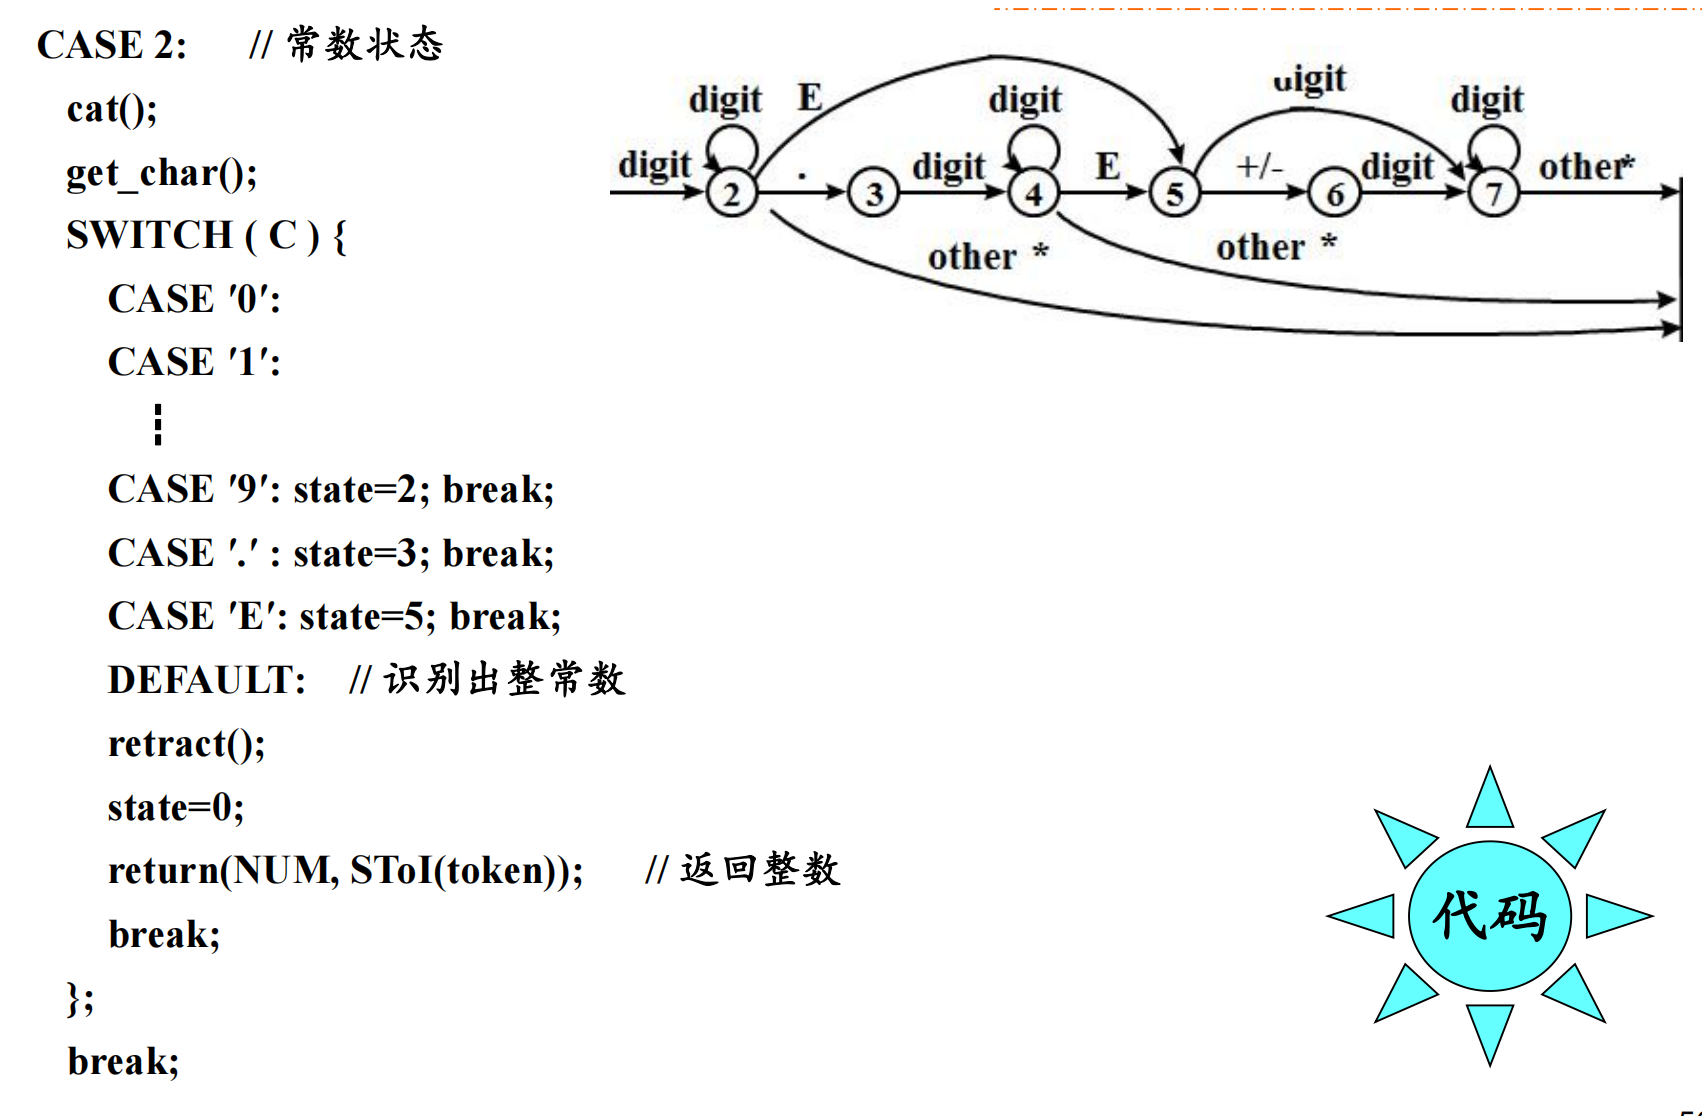 CASE 2: // 常数状态
cat();
get_char();
SWITCH ( C ) {
CASE '0':
CASE '1':
CASE '9': state=2; break;
CASE '.' : state=3; break;
CASE 'E': state=5; break;
DEFAULT: // 识别出整常数
retract();
state=0;
return(NUM, SToI(token)); // 返回整数
break;
};
break;
digit E digit digit digit
digit . digit E +/- digit other*
2 3 4 5 6 7
other * other *
代码